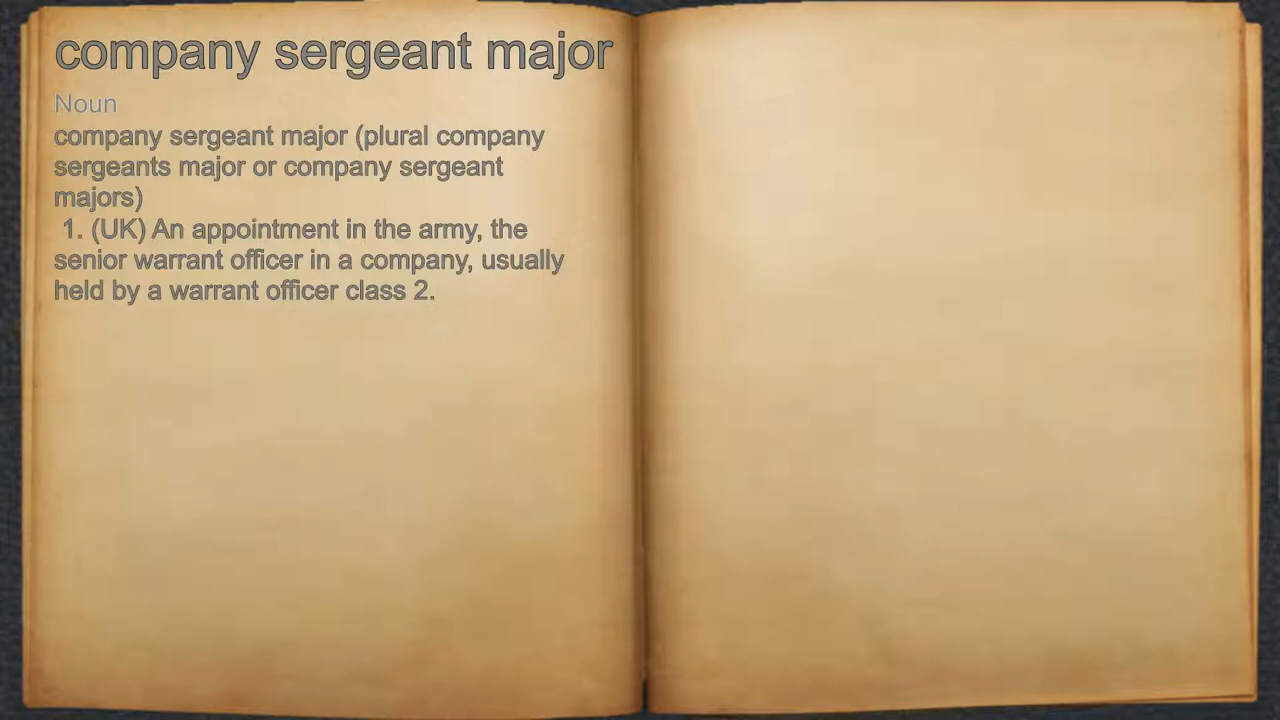 company sergeant major
Noun
company sergeant major (plural company
sergeants major or company sergeant
majors)
1. (UK) An appointment in the army, the
senior warrant officer in a company, usually
held by a warrant officer class 2.